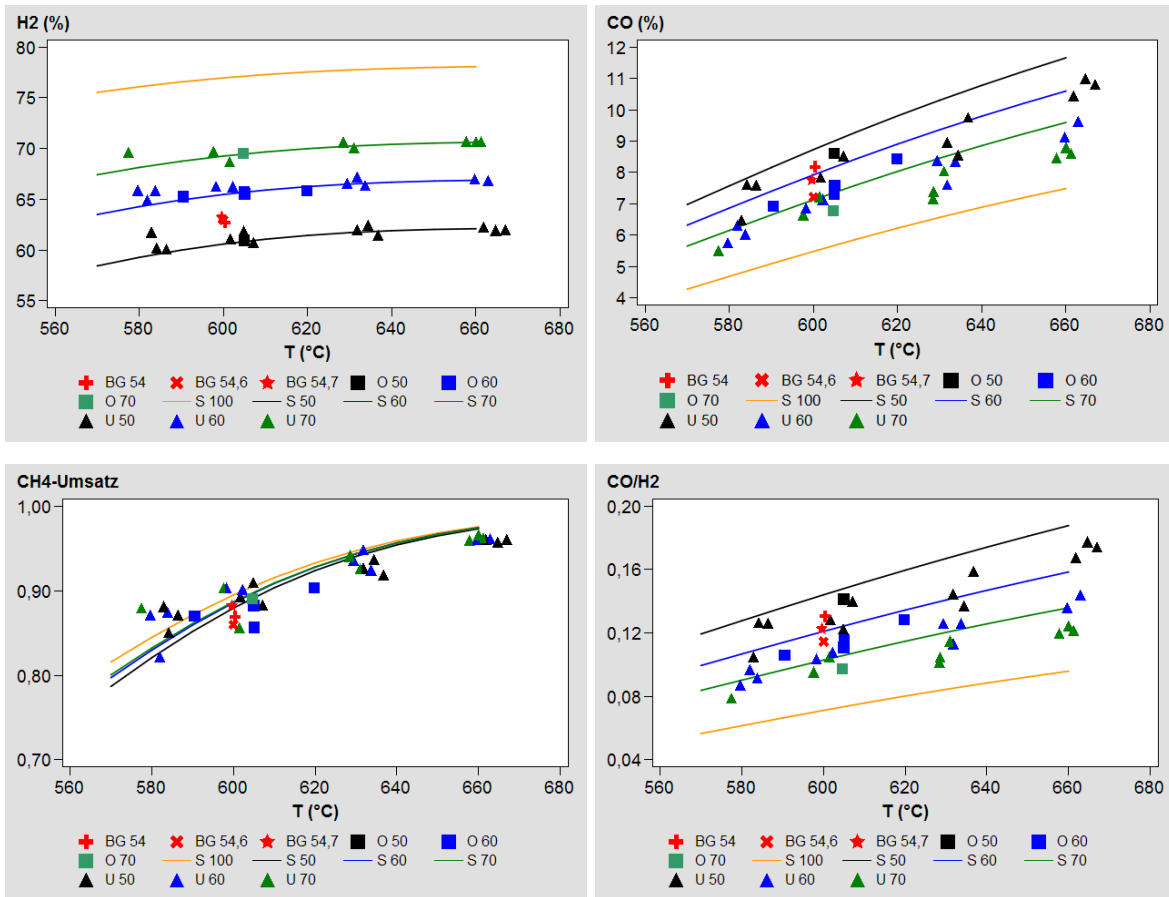 H2 (%)
80
75
70
65
60
55
560 580 600 620 640 660 680
T (°C)
BG 54 BG 54,6 BG 54,7 O 50 O 60
O 70 S 100 S 50 S 60 S 70
U 50 U 60 U 70
CO (%)
12
11
10
9
8
7
6
5
4
560 580 600 620 640 660 680
T (°C)
BG 54 BG 54,6 BG 54,7 O 50 O 60
O 70 S 100 S 50 S 60 S 70
U 50 U 60 U 70
CH4-Umsatz
1,00
0,90
0,80
0,70
560 580 600 620 640 660 680
T (°C)
BG 54 BG 54,6 BG 54,7 O 50 O 60
O 70 S 100 S 50 S 60 S 70
U 50 U 60 U 70
CO/H2
0,20
0,16
0,12
0,08
0,04
560 580 600 620 640 660 680
T (°C)
BG 54 BG 54,6 BG 54,7 O 50 O 60
O 70 S 100 S 50 S 60 S 70
U 50 U 60 U 70